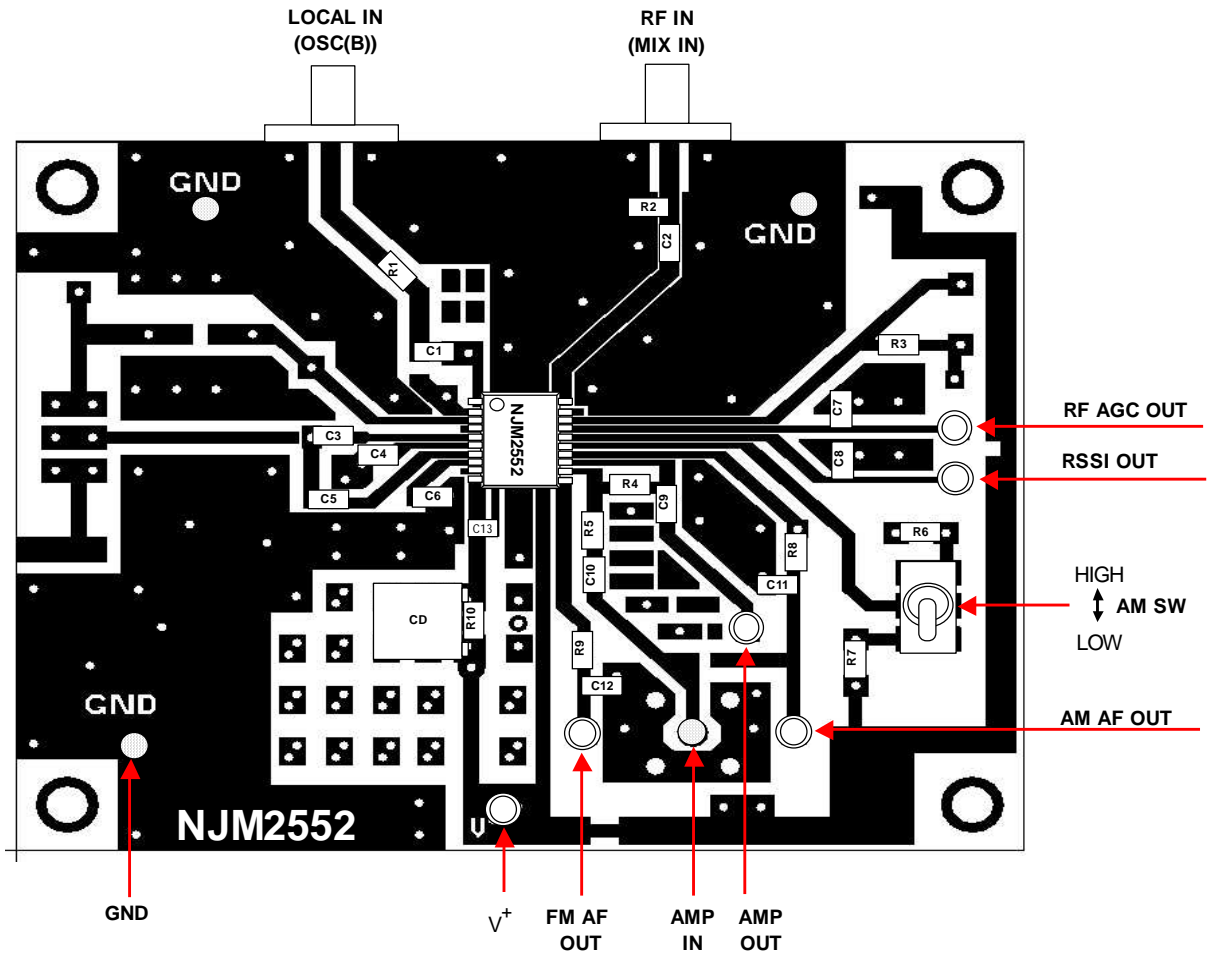 LOCAL IN
(OSC(B))
RF IN
(MIX IN)
GND
R2
C2
GND
R1
C1
R3
NJM2552
C7
RF AGC OUT
C3
C4
C8
RSSI OUT
C5
C6
R4
C9
C13
R5
R8
R6
C10
C11
HIGH
AM SW
LOW
CD
R10
R9
R7
C12
GND
AM AF OUT
NJM2552
V
GND
V+
FM AF
OUT
AMP
IN
AMP
OUT